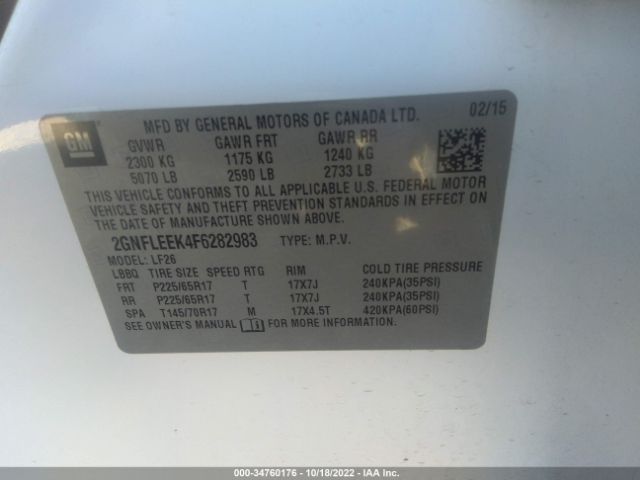 GM
MFD BY GENERAL MOTORS OF CANADA LTD. 02/15
GVWR GAWR FRT GAWR RR
2300 KG 1175 KG 1240 KG
5070 LB 2590 LB 2733 LB
THIS VEHICLE CONFORMS TO ALL APPLICABLE U.S. FEDERAL MOTOR
VEHICLE SAFETY AND THEFT PREVENTION STANDARDS IN EFFECT ON
THE DATE OF MANUFACTURE SHOWN ABOVE.
2GNFLEEK4F6282983 TYPE: M.P.V.
MODEL: LF26
LBBQ TIRE SIZE SPEED RTG RIM COLD TIRE PRESSURE
FRT P225/65R17 T 17X7J 240KPA(35PSI)
RR P225/65R17 T 17X7J 240KPA(35PSI)
SPA T145/70R17 M 17X4.5T 420KPA(60PSI)
SEE OWNER'S MANUAL FOR MORE INFORMATION.
000-34760176 - 10/18/2022 - IAA Inc.